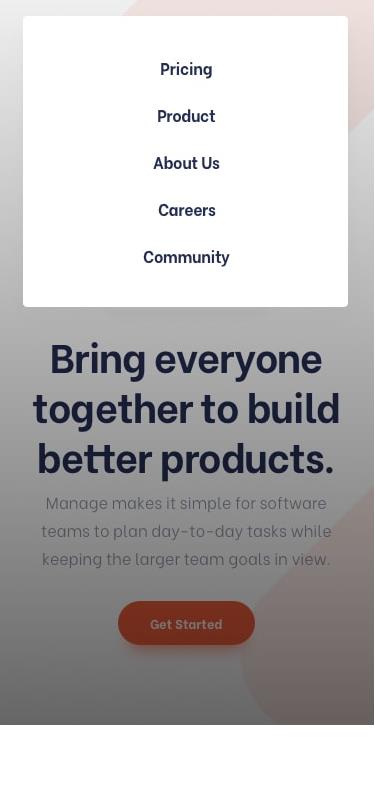 Pricing
Product
About Us
Careers
Community
Bring everyone
together to build
better products.
Manage makes it simple for software
teams to plan day-to-day tasks while
keeping the larger team goals in view.
Get Started